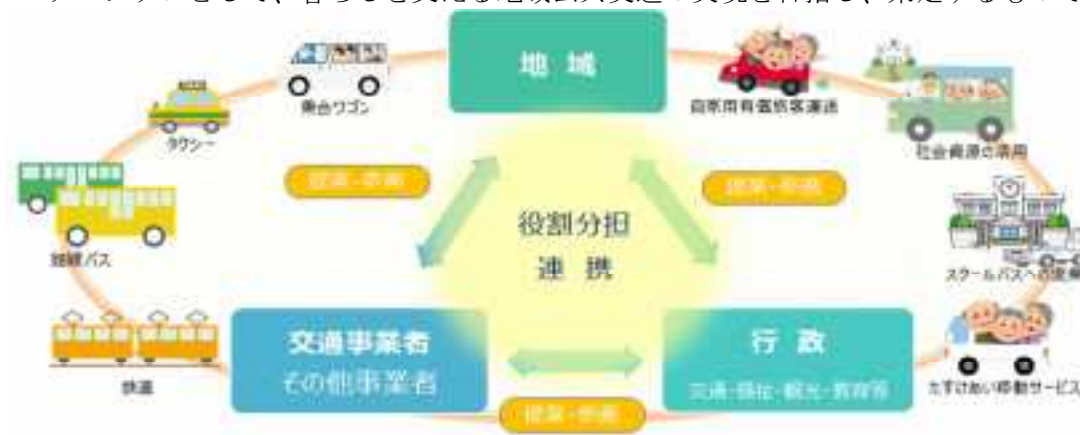 地域
乗合ワゴン
自家用有償旅客運送
タクシー
社会資源の活用
役割分担
連携
路線バス
スクールバスへの混乗
交通事業者
その他事業者
行政
交通・福祉・観光・教育等
鉄道
たすけあい移動サービス